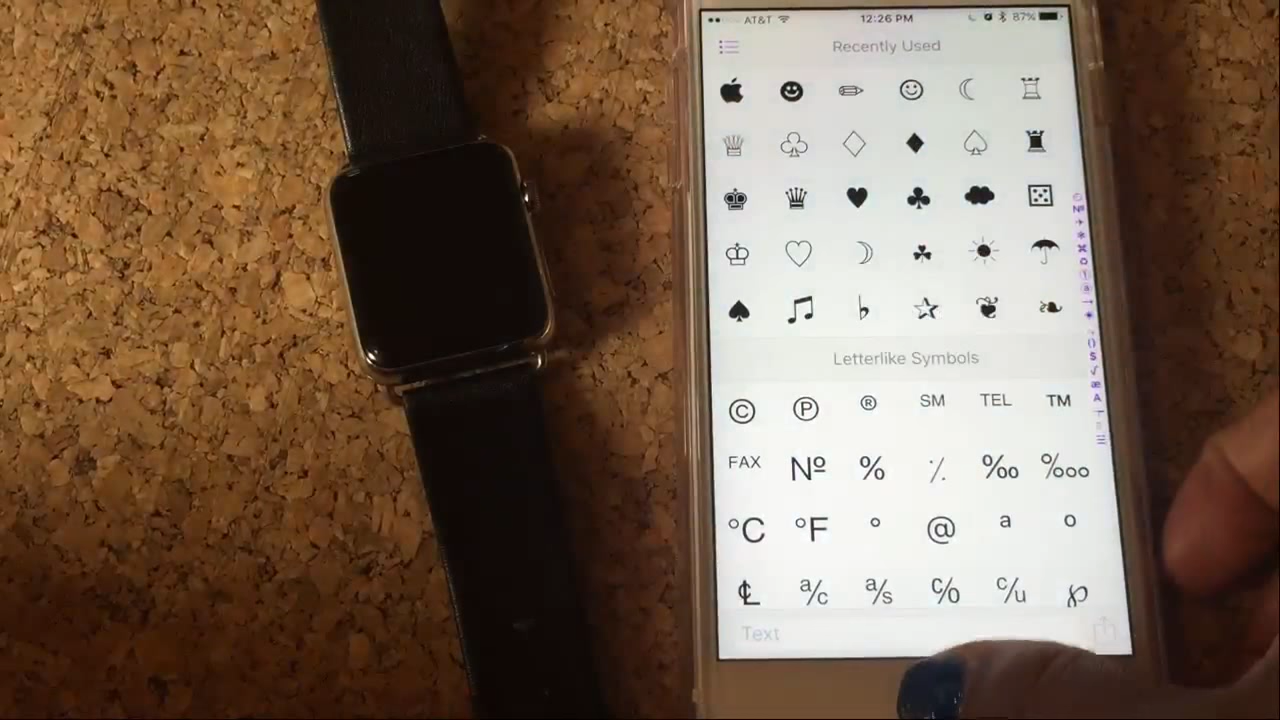 AT&T 12:26 PM 87%
Recently Used
Letterlike Symbols
© ℗ ® SM TEL TM
FAX Nº % ⁒ ‰ ‱
°C °F ° @ a o
℄ a/c a/s c/o c/u ℘
Text